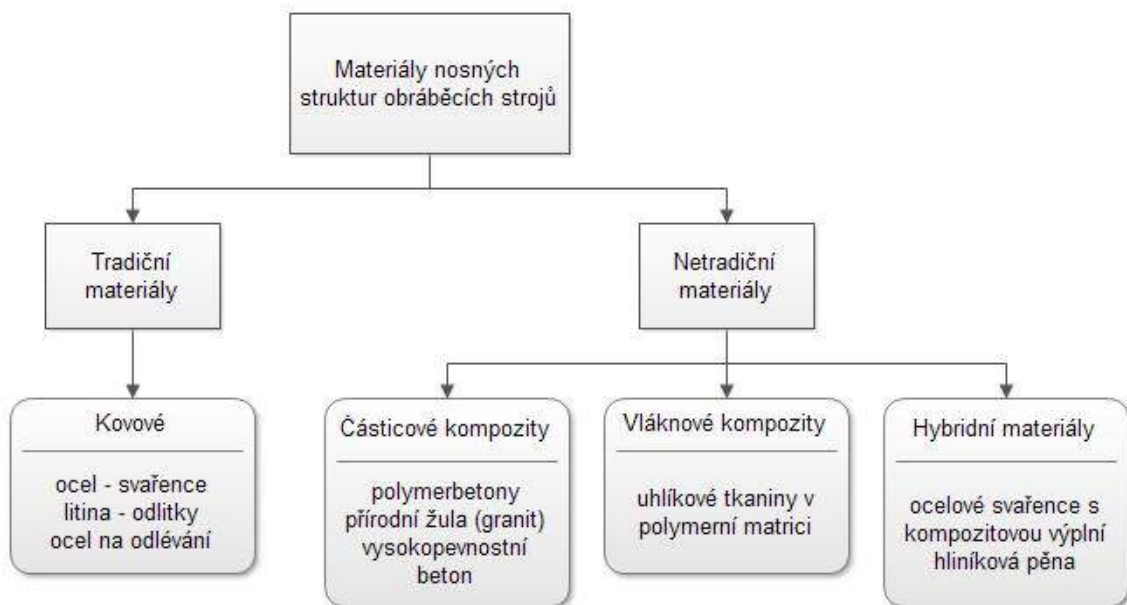 Materiály nosných
struktur obráběcích strojů
Tradiční
materiály
Netradiční
materiály
Kovové
ocel - svařence
litina - odlitky
ocel na odlévání
Částicové kompozity
polymerbetony
přírodní žula (granit)
vysokopevnostní
beton
Vláknové kompozity
uhlíkové tkaniny v
polymerní matrici
Hybridní materiály
ocelové svařence s
kompozitovou výplní
hliníková pěna